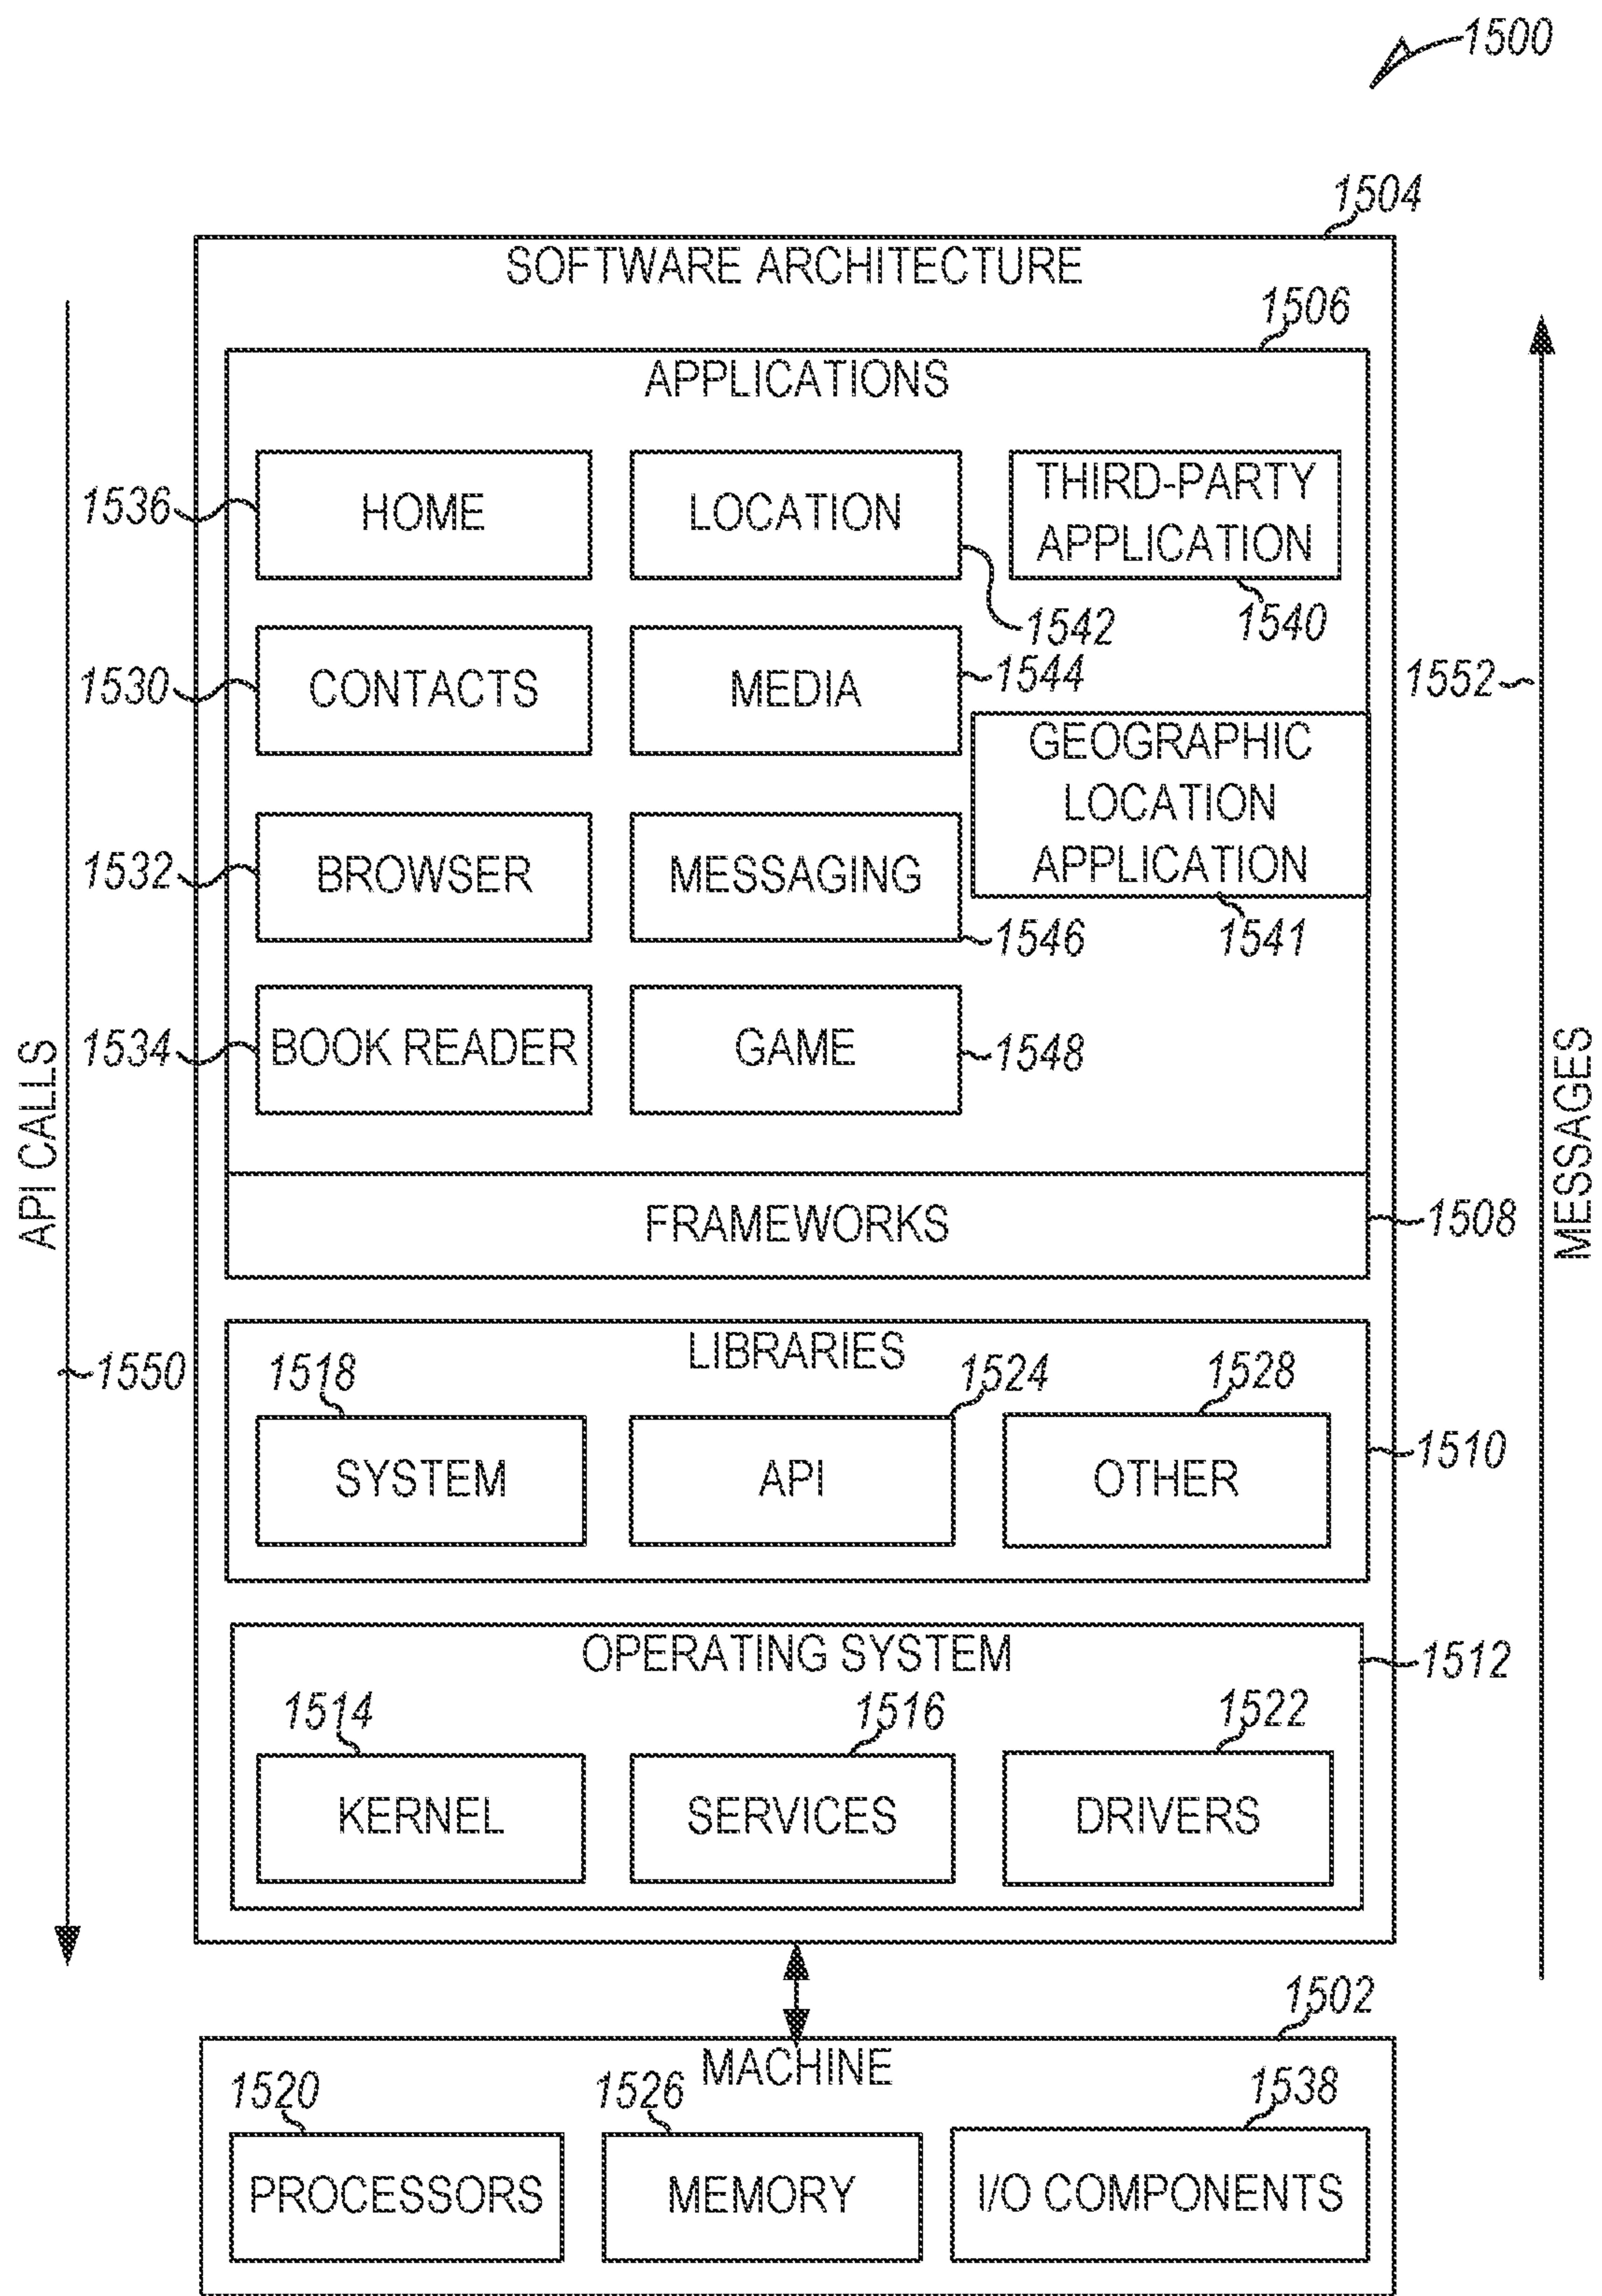 1500
1504
SOFTWARE ARCHITECTURE
1506
APPLICATIONS
1536
HOME
LOCATION
THIRD-PARTY
APPLICATION
1542
1540
1530
CONTACTS
MEDIA
1544
1552
GEOGRAPHIC
LOCATION
APPLICATION
1532
BROWSER
MESSAGING
1546
1541
1534
BOOK READER
GAME
1548
API CALLS
MESSAGES
FRAMEWORKS
1508
LIBRARIES
1550
1518
1524
1528
SYSTEM
API
OTHER
1510
OPERATING SYSTEM
1512
1514
1516
1522
KERNEL
SERVICES
DRIVERS
1502
MACHINE
1520
1526
1538
PROCESSORS
MEMORY
I/O COMPONENTS